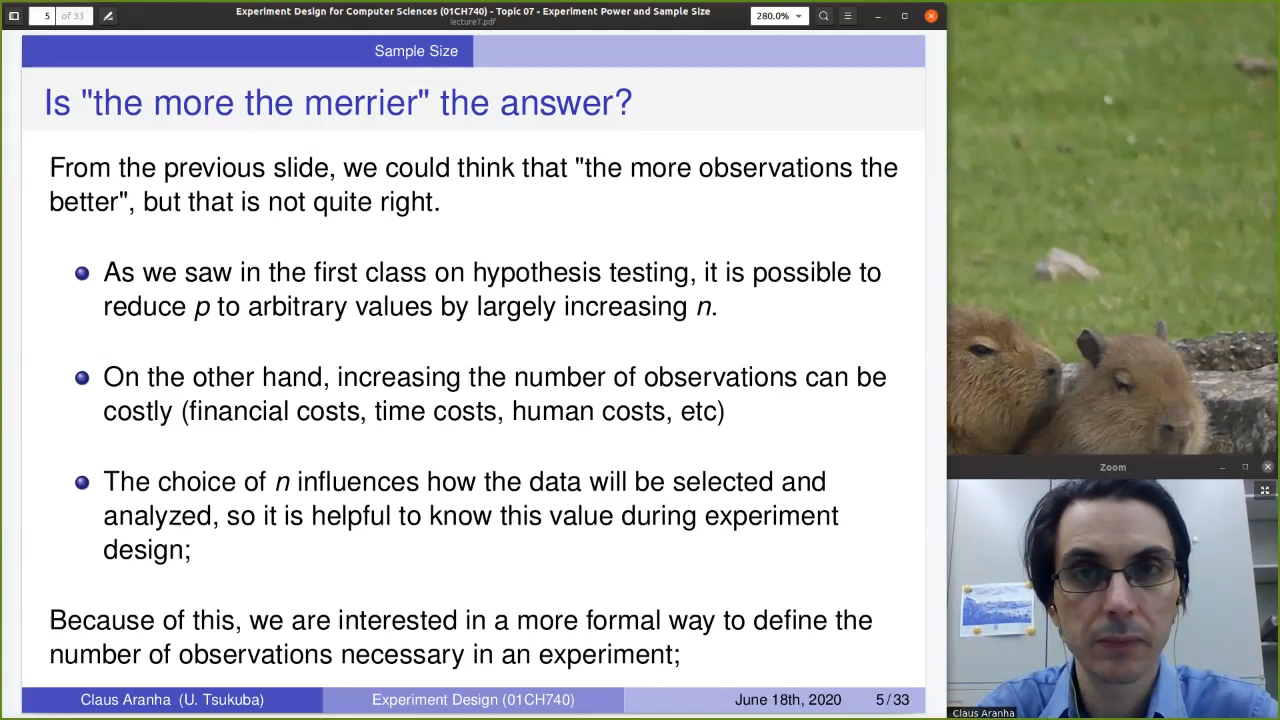 5 of 33
Experiment Design for Computer Sciences (01CH740) - Topic 07 - Experiment Power and Sample Size
lecture7.pdf
280.0%
Sample Size
Is "the more the merrier" the answer?
From the previous slide, we could think that "the more observations the
better", but that is not quite right.
As we saw in the first class on hypothesis testing, it is possible to
reduce p to arbitrary values by largely increasing n.
On the other hand, increasing the number of observations can be
costly (financial costs, time costs, human costs, etc)
The choice of n influences how the data will be selected and
analyzed, so it is helpful to know this value during experiment
design;
Because of this, we are interested in a more formal way to define the
number of observations necessary in an experiment;
Claus Aranha (U. Tsukuba)
Experiment Design (01CH740)
June 18th, 2020
5 / 33
Zoom
Claus Aranha